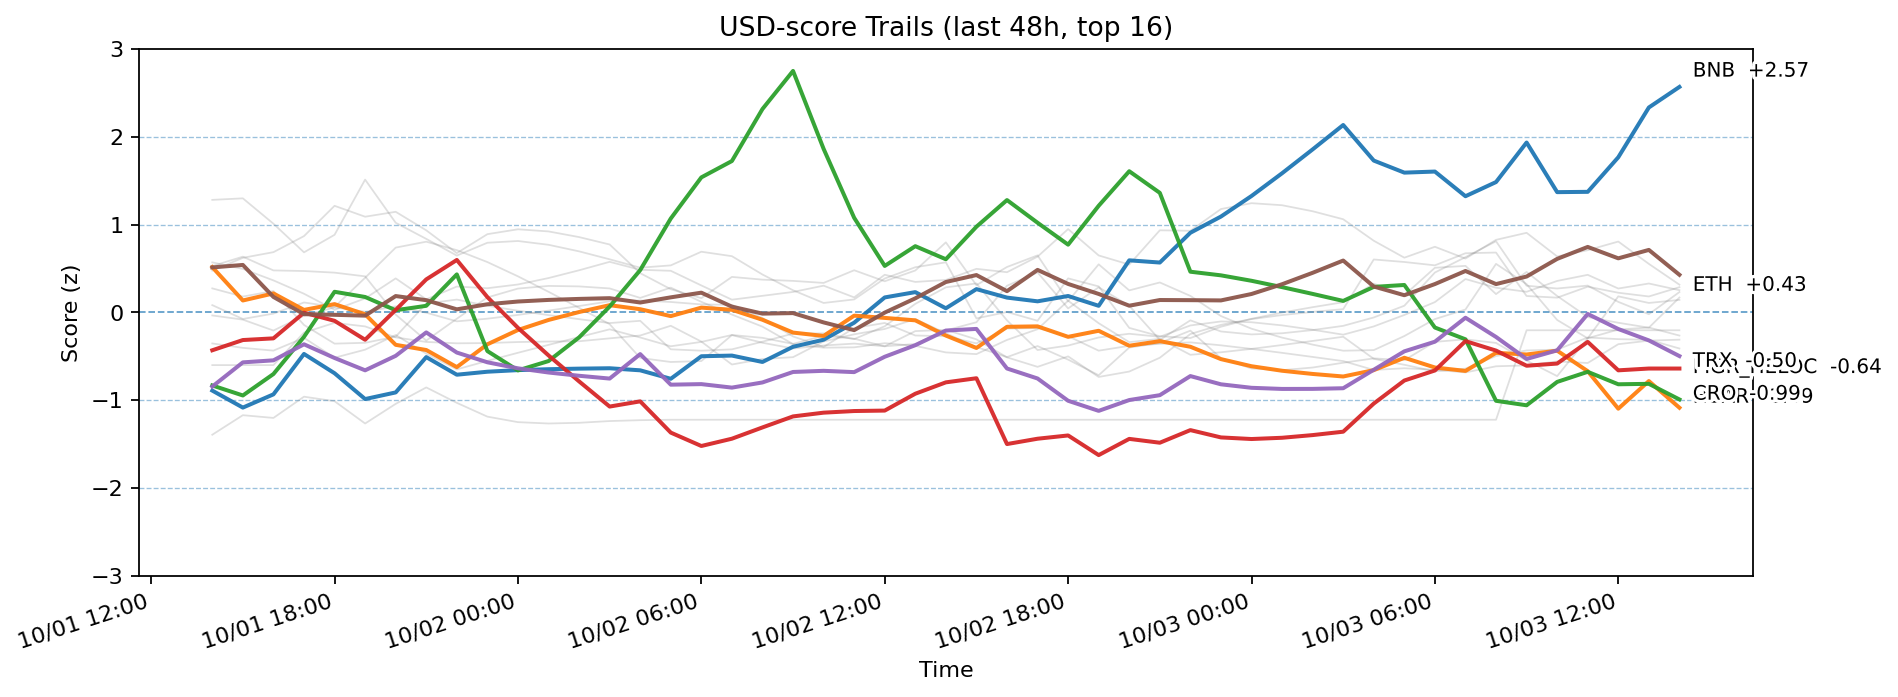 USD-score Trails (last 48h, top 16)
3
2
1
0
−1
−2
−3
Score (z)
BNB +2.57
ETH +0.43
TRX -0.50
-0.64
CRO -0.99
10/01 12:00
10/01 18:00
10/02 00:00
10/02 06:00
10/02 12:00
10/02 18:00
10/03 00:00
10/03 06:00
10/03 12:00
Time